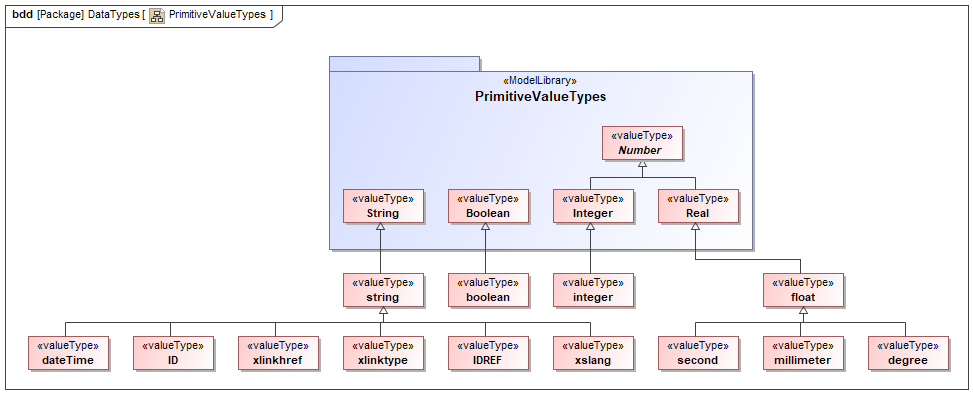 bdd [Package] DataTypes [ PrimitiveValueTypes ]
«ModelLibrary»
PrimitiveValueTypes
«valueType»
Number
«valueType» «valueType» «valueType» «valueType»
String Boolean Integer Real
«valueType» «valueType» «valueType» «valueType»
string boolean integer float
«valueType» «valueType» «valueType» «valueType» «valueType» «valueType» «valueType» «valueType» «valueType»
dateTime ID xlinkhref xlinktype IDREF xslang second millimeter degree